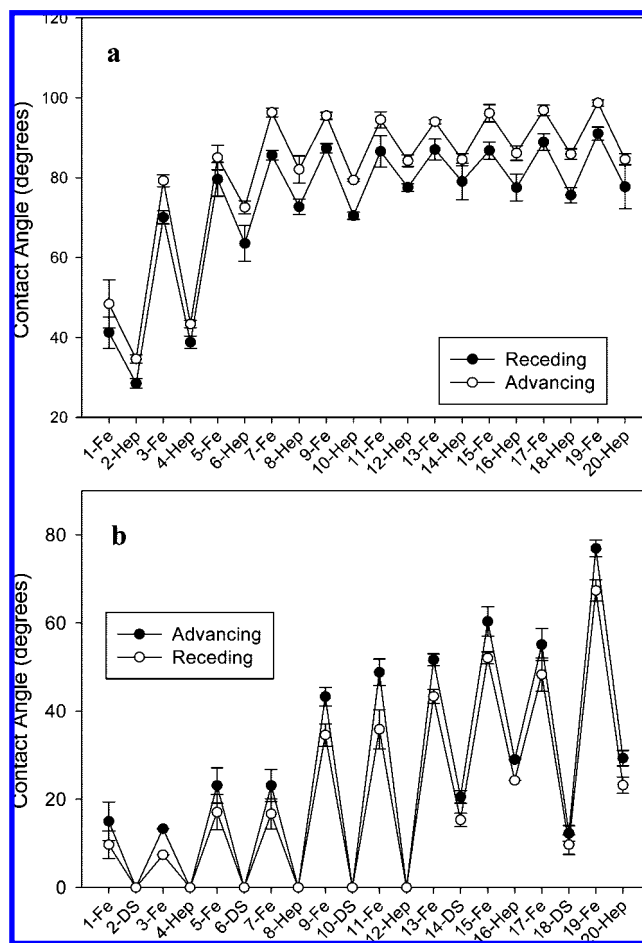 a
Contact Angle (degrees)
120
100
80
60
40
20
Receding
Advancing
1-Fe 2-Hep 3-Fe 4-Hep 5-Fe 6-Hep 7-Fe 8-Hep 9-Fe 10-Hep 11-Fe 12-Hep 13-Fe 14-Hep 15-Fe 16-Hep 17-Fe 18-Hep 19-Fe 20-Hep
b
Contact Angle (degrees)
80
60
40
20
0
Advancing
Receding
1-Fe 2-DS 3-Fe 4-Hep 5-Fe 6-DS 7-Fe 8-Hep 9-Fe 10-DS 11-Fe 12-Hep 13-Fe 14-DS 15-Fe 16-Hep 17-Fe 18-DS 19-Fe 20-Hep